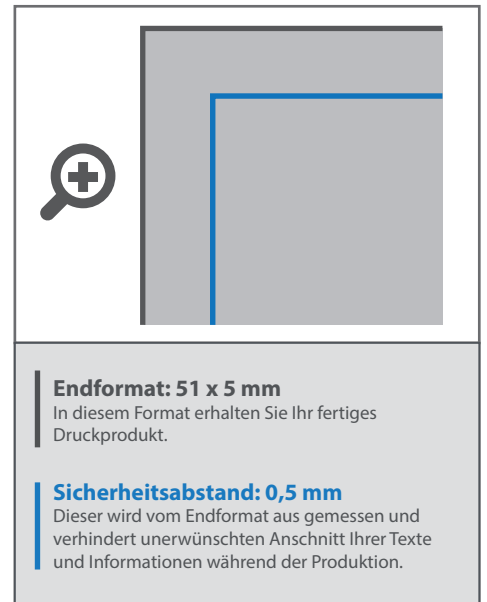 Endformat: 51 x 5 mm
In diesem Format erhalten Sie Ihr fertiges
Druckprodukt.
Sicherheitsabstand: 0,5 mm
Dieser wird vom Endformat aus gemessen und
verhindert unerwünschten Anschnitt Ihrer Texte
und Informationen während der Produktion.